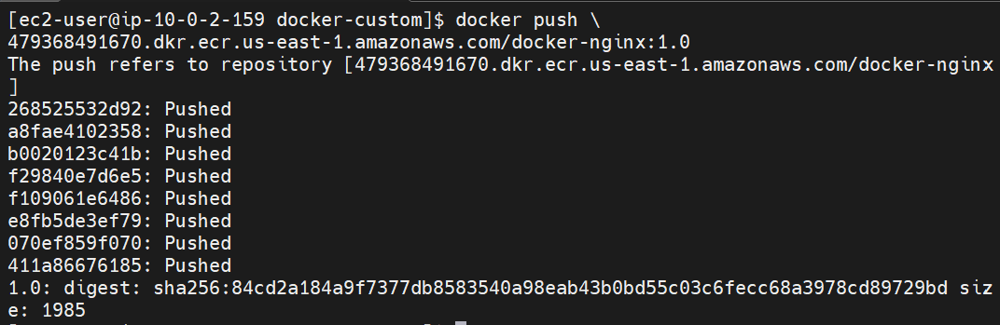 [ec2-user@ip-10-0-2-159 docker-custom]$ docker push \
479368491670.dkr.ecr.us-east-1.amazonaws.com/docker-nginx:1.0
The push refers to repository [479368491670.dkr.ecr.us-east-1.amazonaws.com/docker-nginx
]
268525532d92: Pushed
a8fae4102358: Pushed
b0020123c41b: Pushed
f29840e7d6e5: Pushed
f109061e6486: Pushed
e8fb5de3ef79: Pushed
070ef859f070: Pushed
411a86676185: Pushed
1.0: digest: sha256:84cd2a184a9f7377db8583540a98eab43b0bd55c03c6fecc68a3978cd89729bd siz
e: 1985